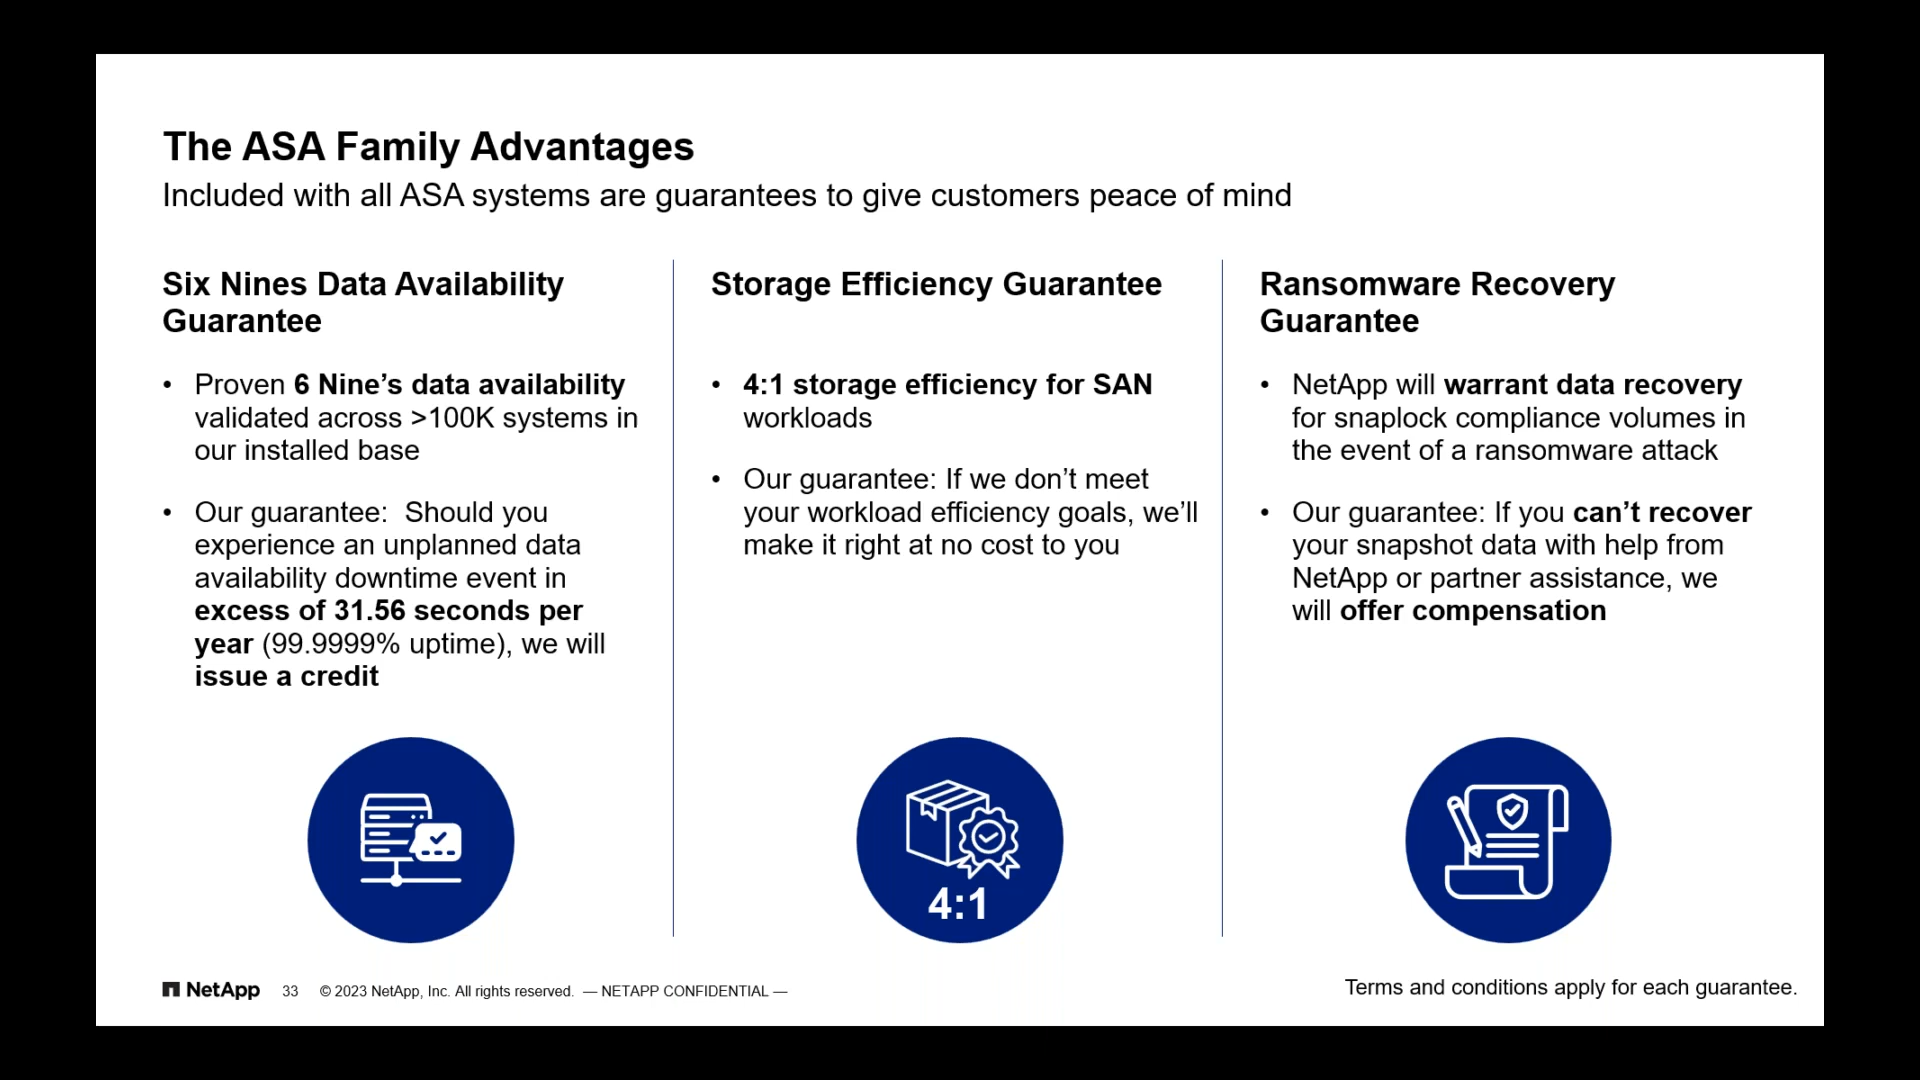 The ASA Family Advantages
Included with all ASA systems are guarantees to give customers peace of mind
Six Nines Data Availability
Guarantee
• Proven 6 Nine’s data availability
validated across >100K systems in
our installed base
• Our guarantee:  Should you
experience an unplanned data
availability downtime event in
excess of 31.56 seconds per
year (99.9999% uptime), we will
issue a credit
Storage Efficiency Guarantee
• 4:1 storage efficiency for SAN
workloads
• Our guarantee: If we don’t meet
your workload efficiency goals, we’ll
make it right at no cost to you
4:1
Ransomware Recovery
Guarantee
• NetApp will warrant data recovery
for snaplock compliance volumes in
the event of a ransomware attack
• Our guarantee: If you can’t recover
your snapshot data with help from
NetApp or partner assistance, we
will offer compensation
NetApp 33 © 2023 NetApp, Inc. All rights reserved. — NETAPP CONFIDENTIAL —
Terms and conditions apply for each guarantee.